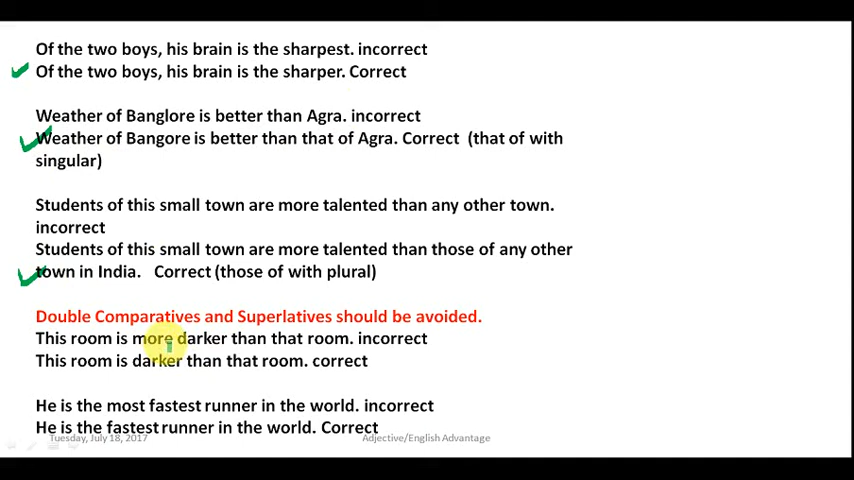 Of the two boys, his brain is the sharpest. incorrect
Of the two boys, his brain is the sharper. Correct
Weather of Banglore is better than Agra. incorrect
Weather of Bangore is better than that of Agra. Correct (that of with
singular)
Students of this small town are more talented than any other town.
incorrect
Students of this small town are more talented than those of any other
town in India. Correct (those of with plural)
Double Comparatives and Superlatives should be avoided.
This room is more darker than that room. incorrect
This room is darker than that room. correct
He is the most fastest runner in the world. incorrect
He is the fastest runner in the world. Correct
Tuesday, July 18, 2017 Adjective/English Advantage